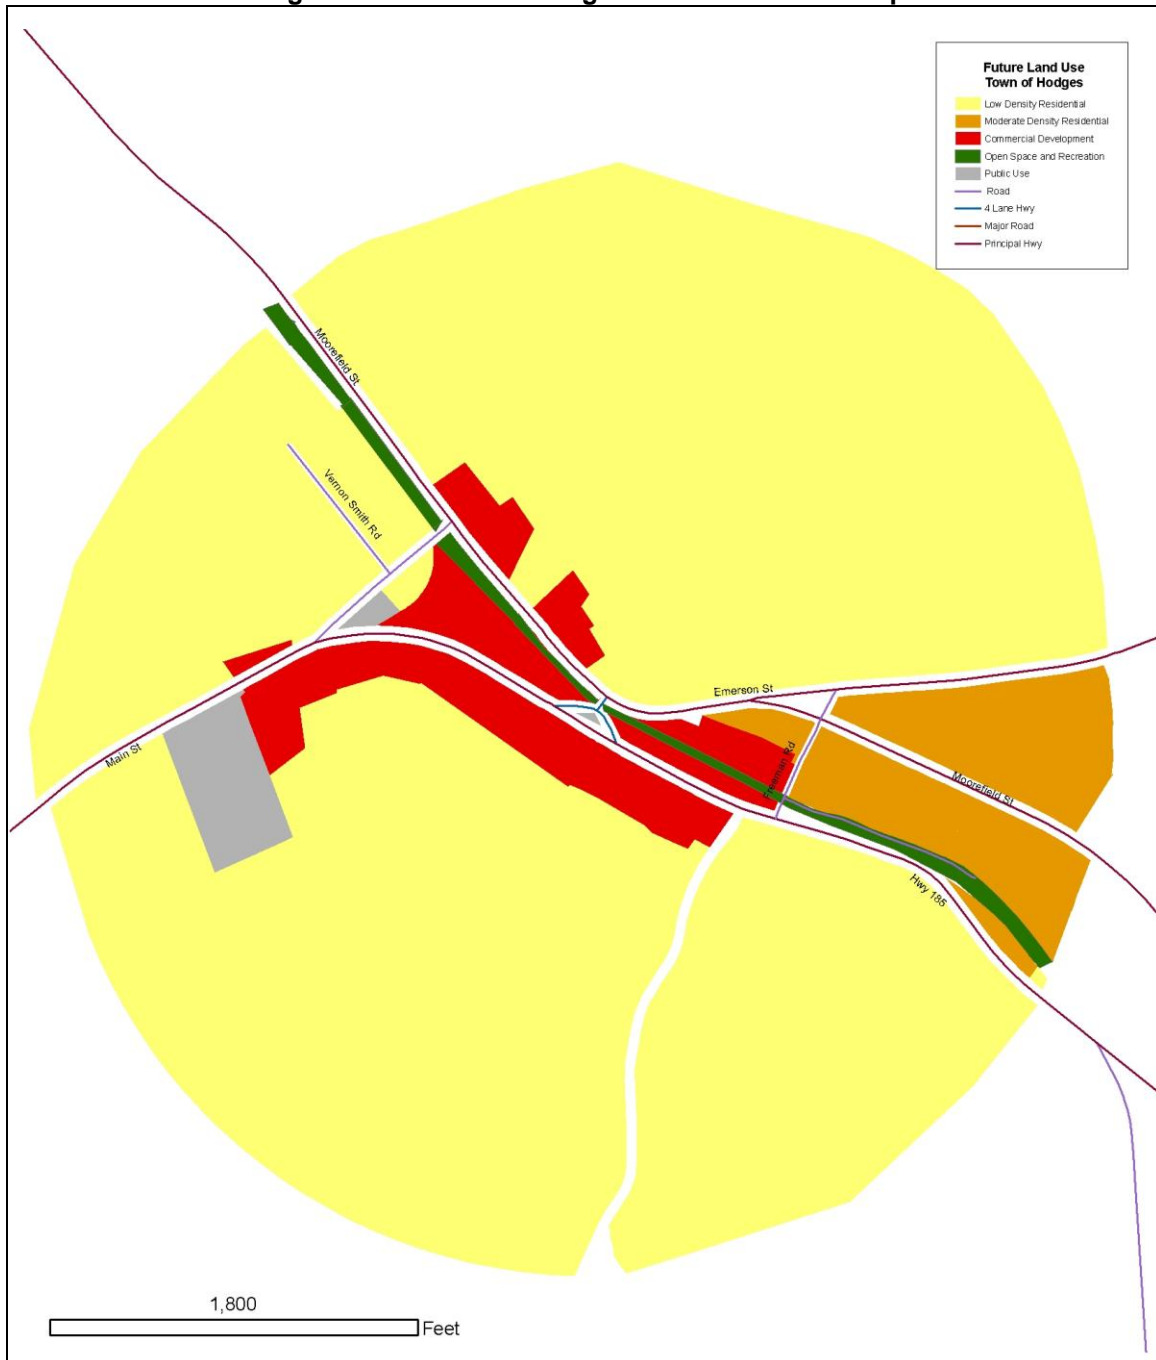 Future Land Use
Town of Hodges
Low Density Residential
Moderate Density Residential
Commercial Development
Open Space and Recreation
Public Use
Road
4 Lane Hwy
Major Road
Principal Hwy
Moorefield St
Vernon Smith Rd
Emerson St
Freeman Rd
Main St
Moorefield St
Hwy 185
1,800
Feet